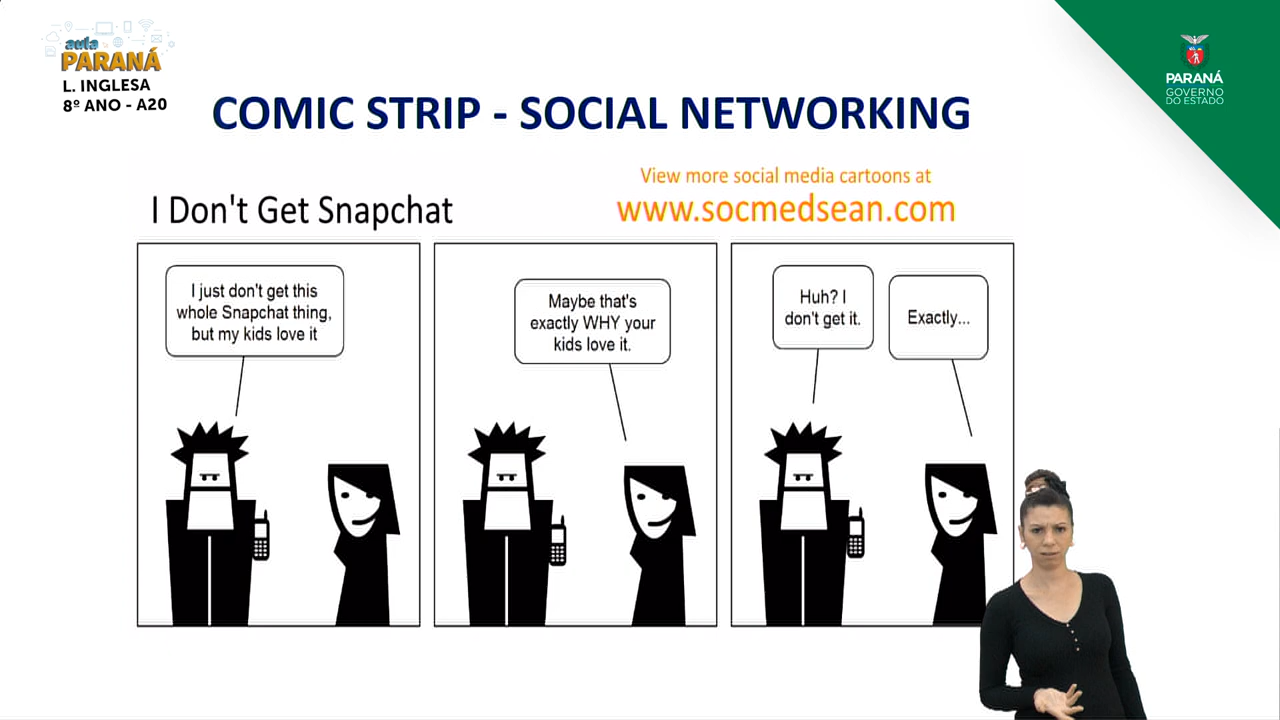 aula
PARANÁ
L. INGLESA
8º ANO - A20
PARANÁ
GOVERNO
DO ESTADO
COMIC STRIP - SOCIAL NETWORKING
View more social media cartoons at
www.socmedsean.com
I Don't Get Snapchat
I just don't get this
whole Snapchat thing,
but my kids love it
Maybe that's
exactly WHY your
kids love it.
Huh? I
don't get it.
Exactly...